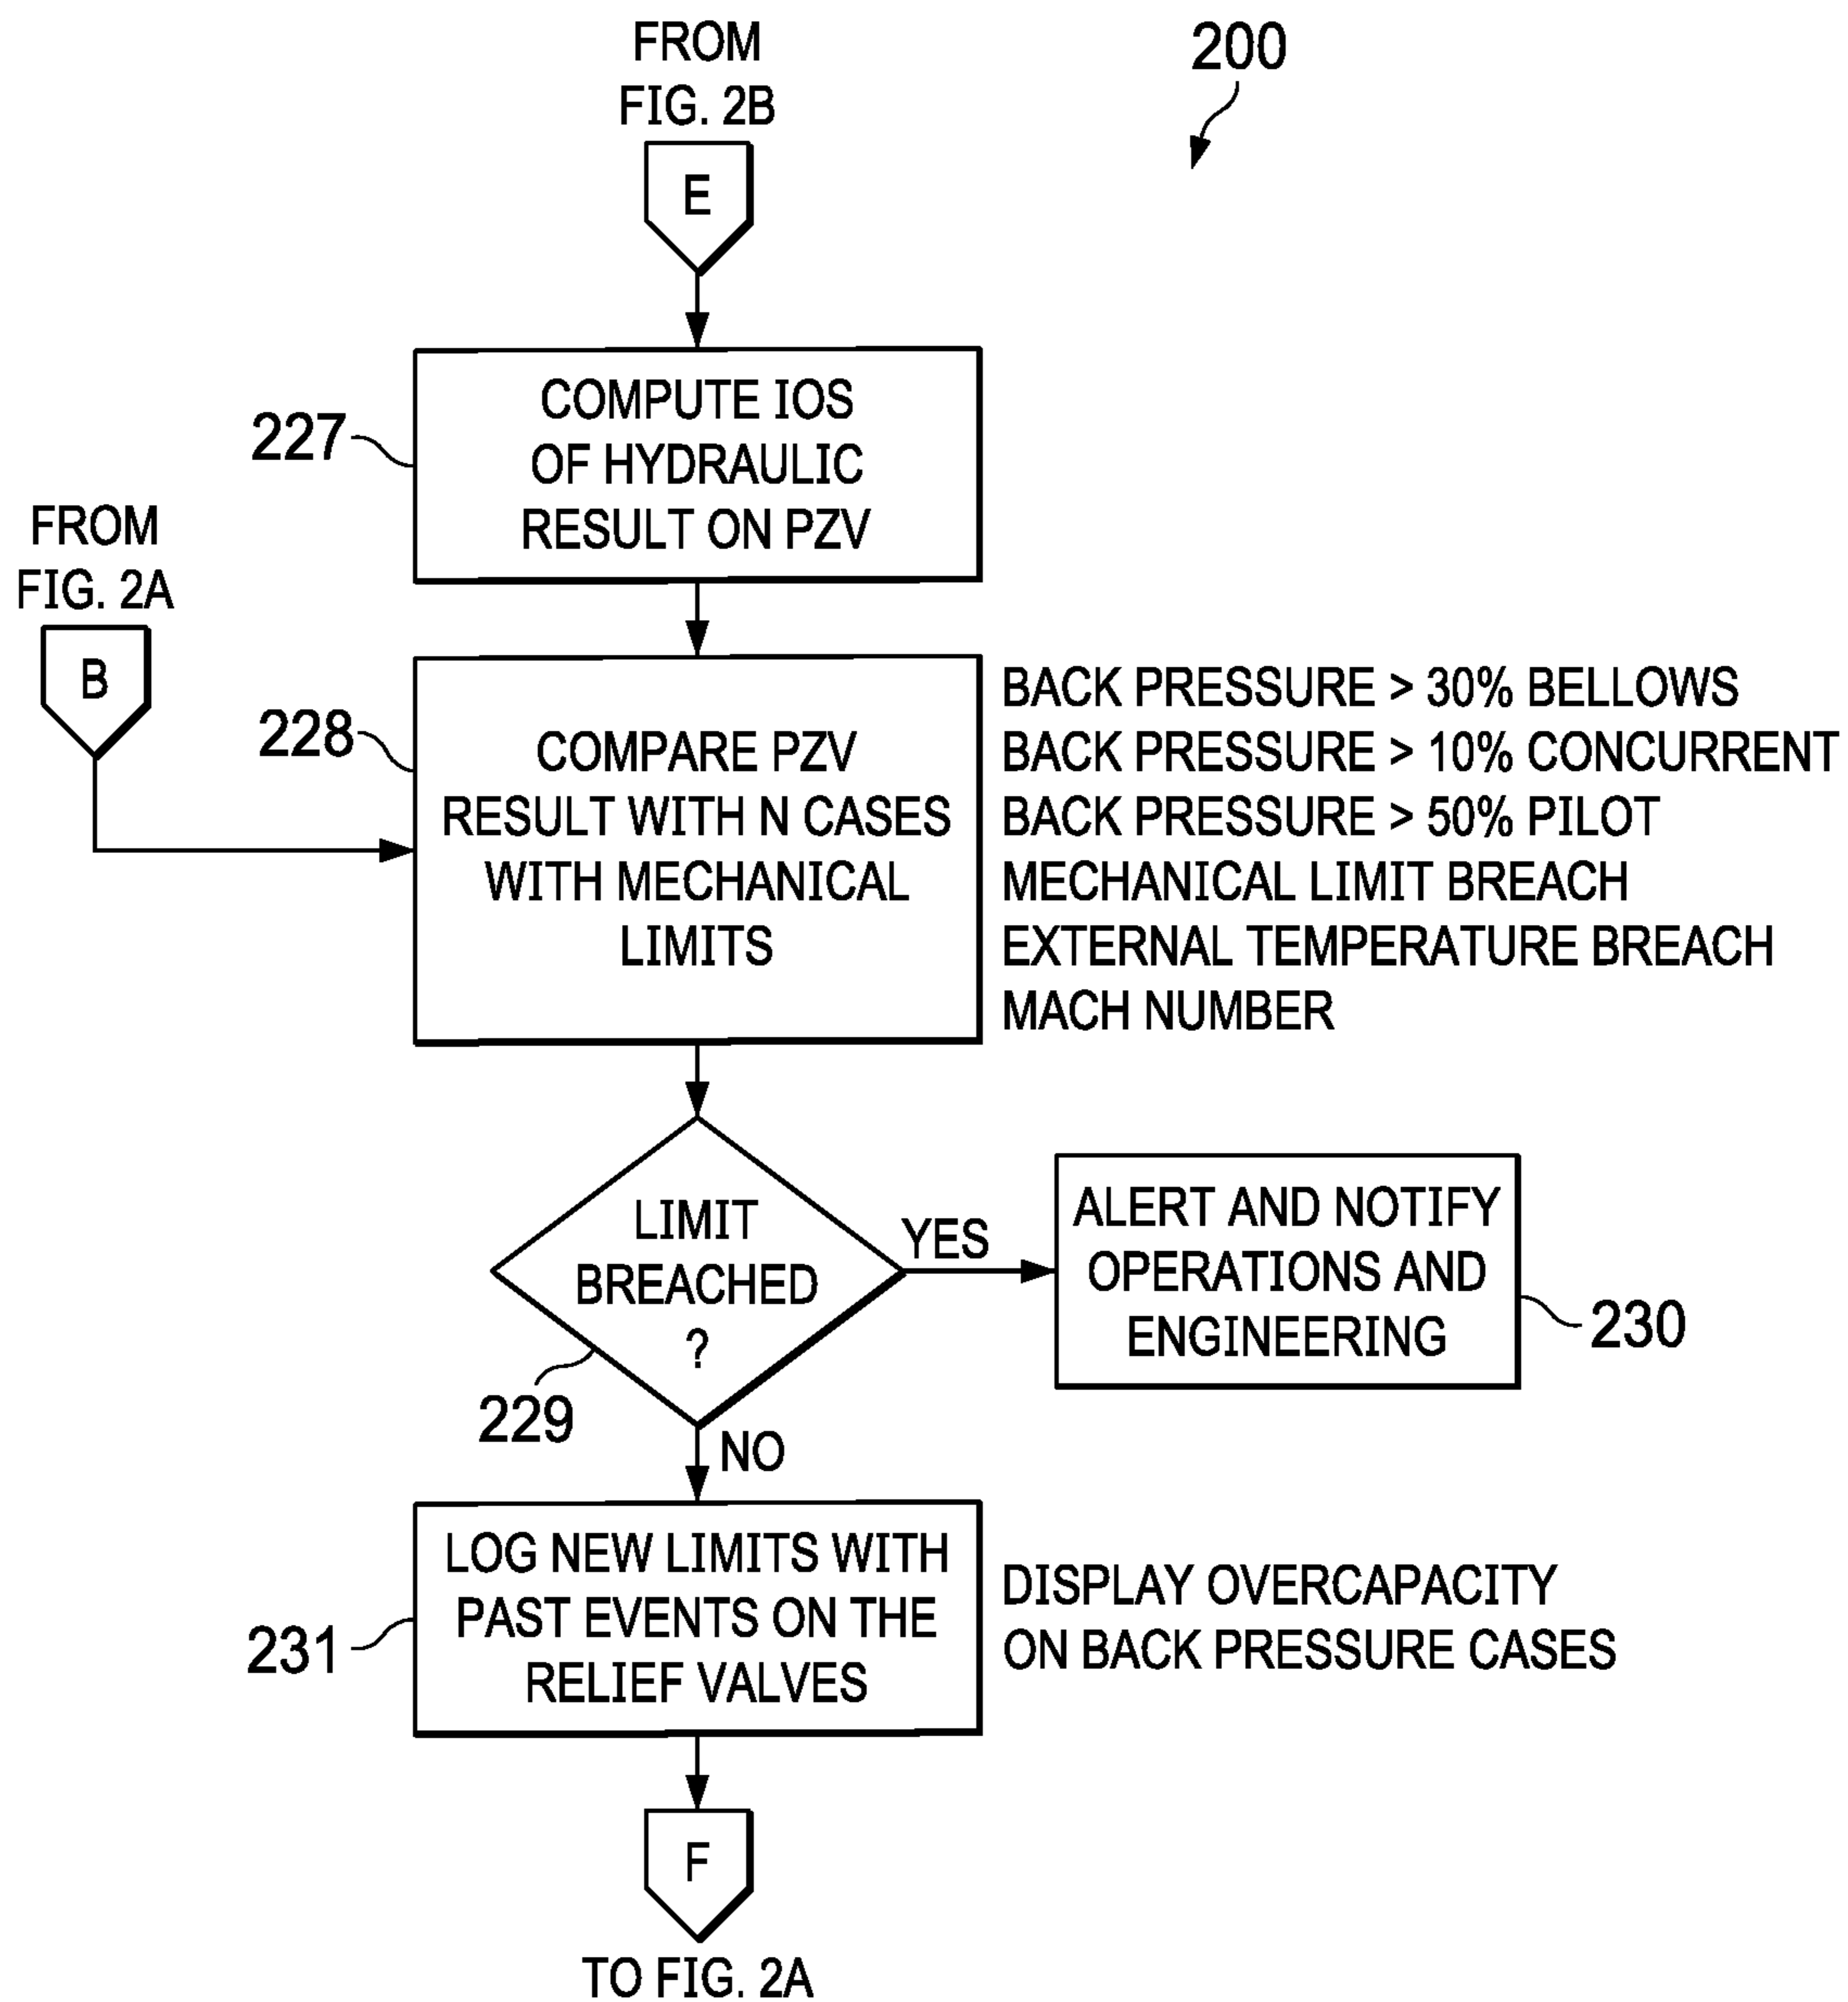 FROM
FIG. 2B
200
E
227
COMPUTE IOS
OF HYDRAULIC
RESULT ON PZV
FROM
FIG. 2A
B
228
COMPARE PZV
RESULT WITH N CASES
WITH MECHANICAL
LIMITS
BACK PRESSURE > 30% BELLOWS
BACK PRESSURE > 10% CONCURRENT
BACK PRESSURE > 50% PILOT
MECHANICAL LIMIT BREACH
EXTERNAL TEMPERATURE BREACH
MACH NUMBER
LIMIT
BREACHED
?
229
YES
ALERT AND NOTIFY
OPERATIONS AND
ENGINEERING
230
NO
231
LOG NEW LIMITS WITH
PAST EVENTS ON THE
RELIEF VALVES
DISPLAY OVERCAPACITY
ON BACK PRESSURE CASES
F
TO FIG. 2A